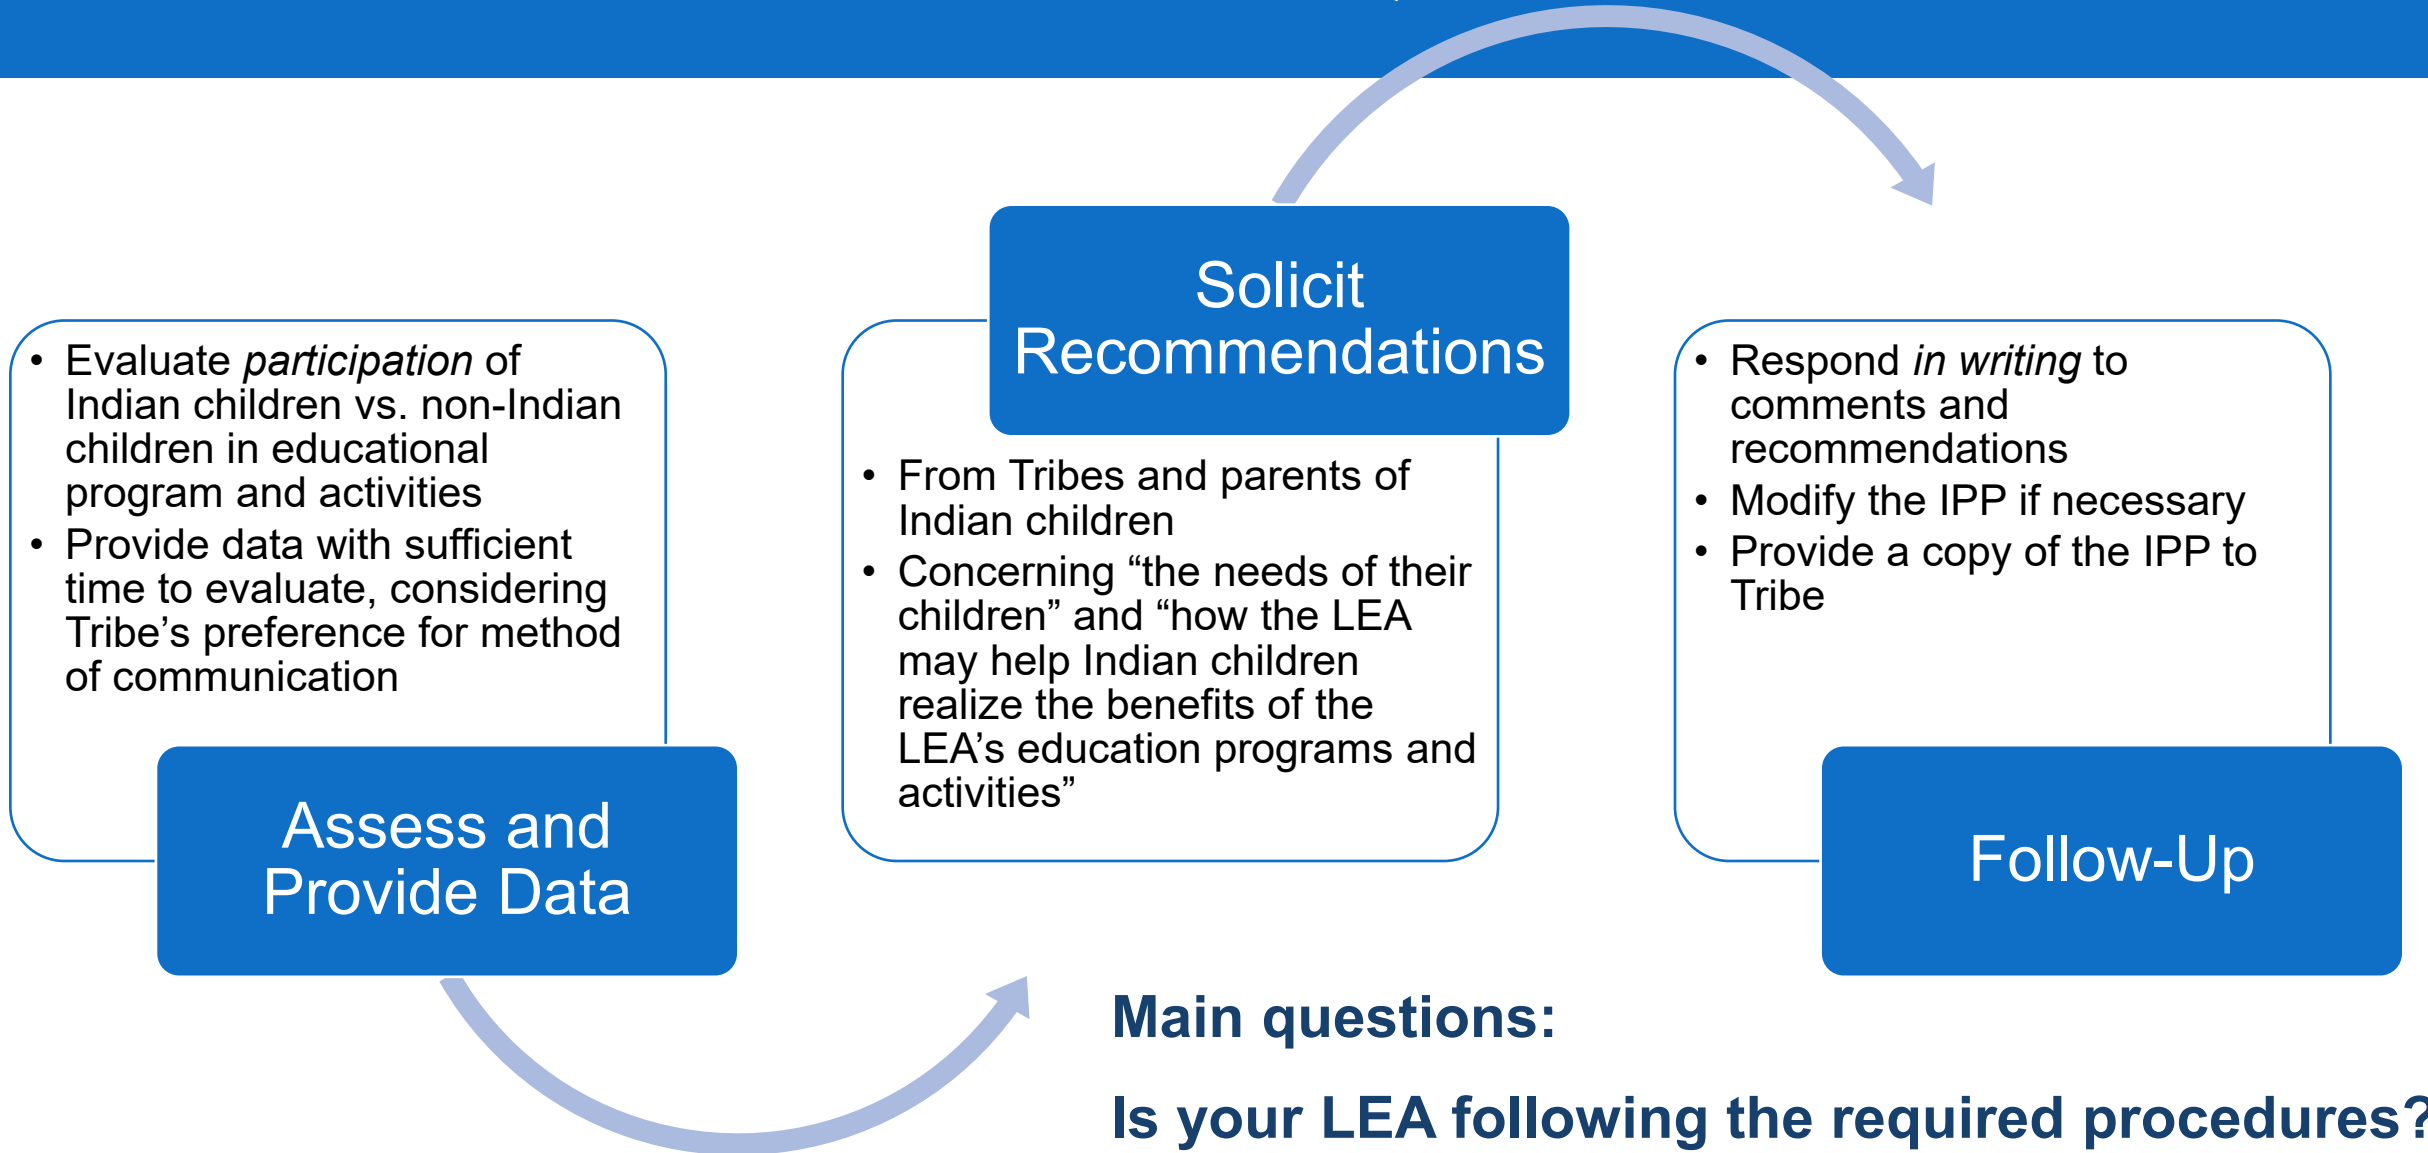 • Evaluate participation of
Indian children vs. non-Indian
children in educational
program and activities
• Provide data with sufficient
time to evaluate, considering
Tribe’s preference for method
of communication
Assess and
Provide Data
Solicit
Recommendations
• From Tribes and parents of
Indian children
• Concerning “the needs of their
children” and “how the LEA
may help Indian children
realize the benefits of the
LEA’s education programs and
activities”
• Respond in writing to
comments and
recommendations
• Modify the IPP if necessary
• Provide a copy of the IPP to
Tribe
Follow-Up
Main questions:
Is your LEA following the required procedures?